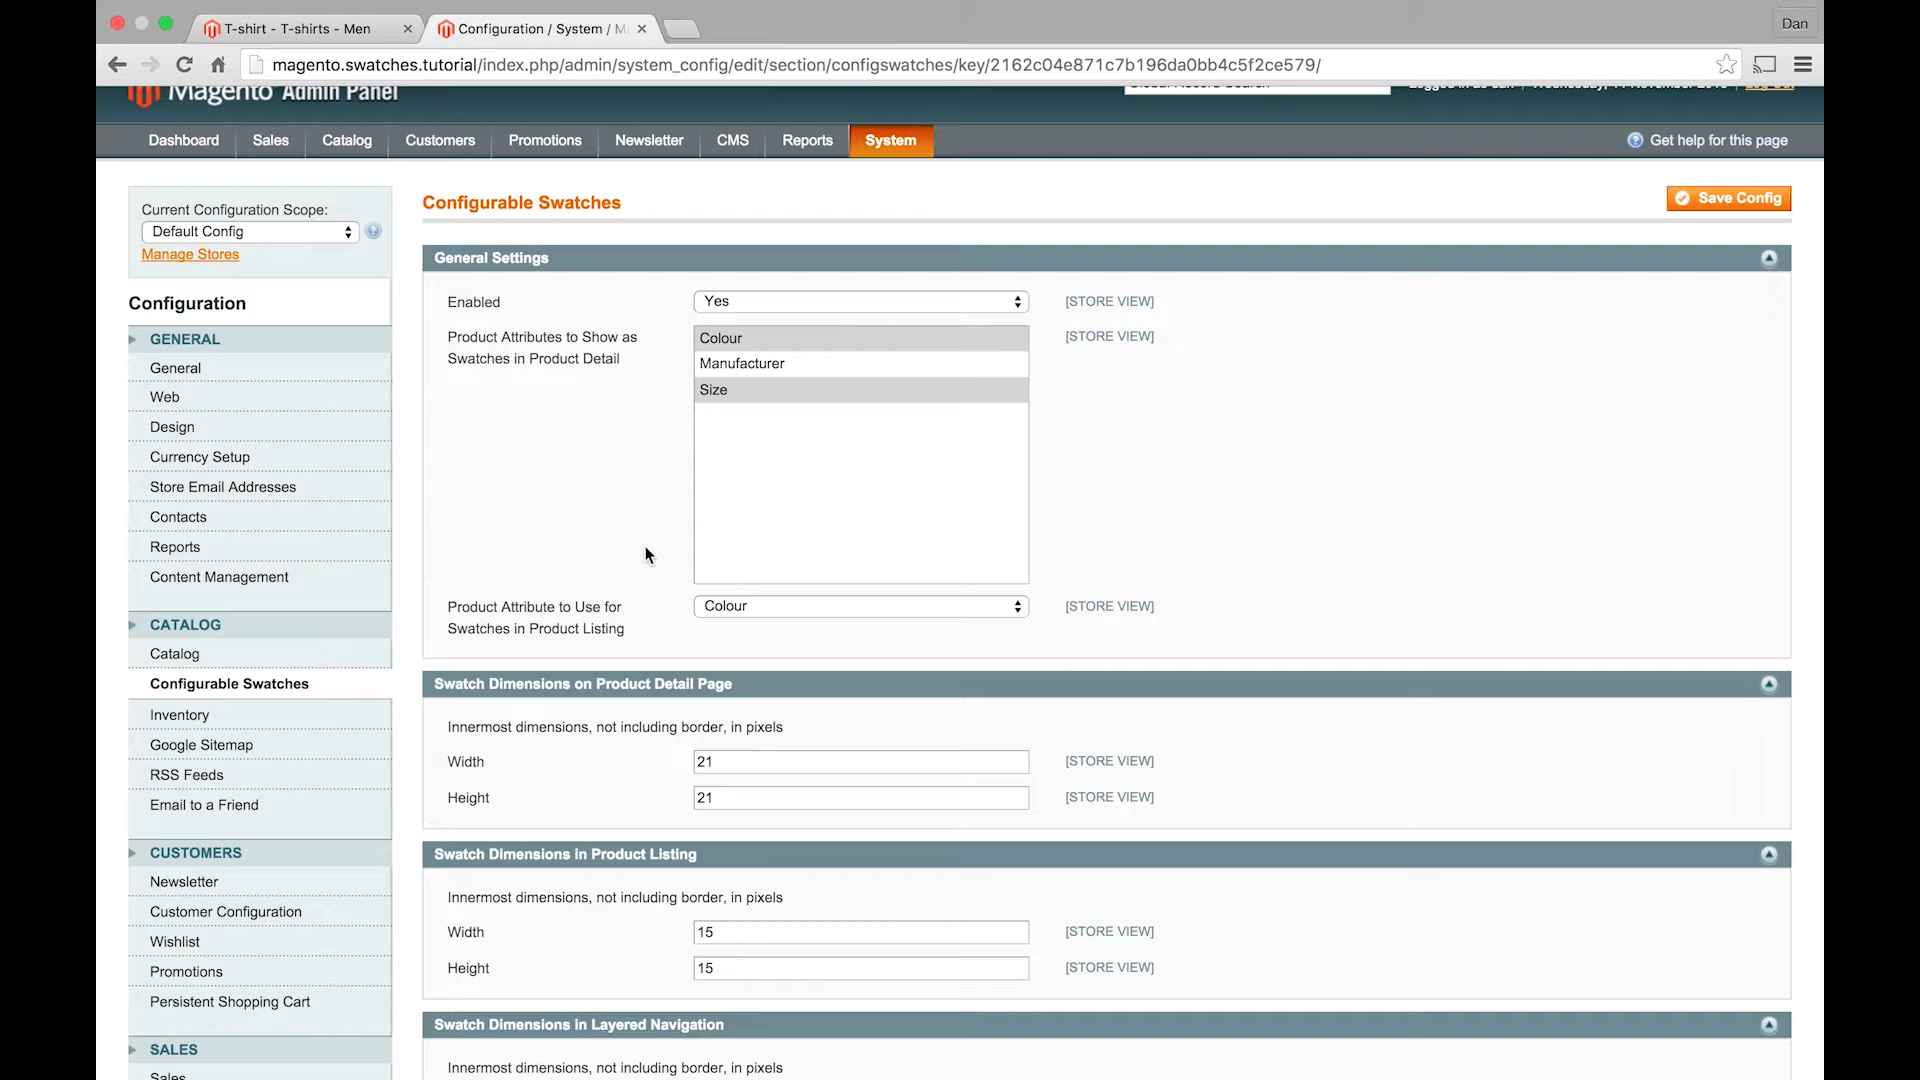 T-shirt - T-shirts - Men
Configuration / System / Ma
Dan
magento.swatches.tutorial/index.php/admin/system_config/edit/section/configswatches/key/2162c04e871c7b196da0bb4c5f2ce579/
Magento Admin Panel
Global Record Search
Logged in as dan
Dashboard
Sales
Catalog
Customers
Promotions
Newsletter
CMS
Reports
System
Get help for this page
Current Configuration Scope:
Default Config
Manage Stores
Configuration
GENERAL
General
Web
Design
Currency Setup
Store Email Addresses
Contacts
Reports
Content Management
CATALOG
Catalog
Configurable Swatches
Inventory
Google Sitemap
RSS Feeds
Email to a Friend
CUSTOMERS
Newsletter
Customer Configuration
Wishlist
Promotions
Persistent Shopping Cart
SALES
Sales
Configurable Swatches
Save Config
General Settings
Enabled
Yes
[STORE VIEW]
Product Attributes to Show as
Swatches in Product Detail
Colour
Manufacturer
Size
[STORE VIEW]
Product Attribute to Use for
Swatches in Product Listing
Colour
[STORE VIEW]
Swatch Dimensions on Product Detail Page
Innermost dimensions, not including border, in pixels
Width
21
[STORE VIEW]
Height
21
[STORE VIEW]
Swatch Dimensions in Product Listing
Innermost dimensions, not including border, in pixels
Width
15
[STORE VIEW]
Height
15
[STORE VIEW]
Swatch Dimensions in Layered Navigation
Innermost dimensions, not including border, in pixels